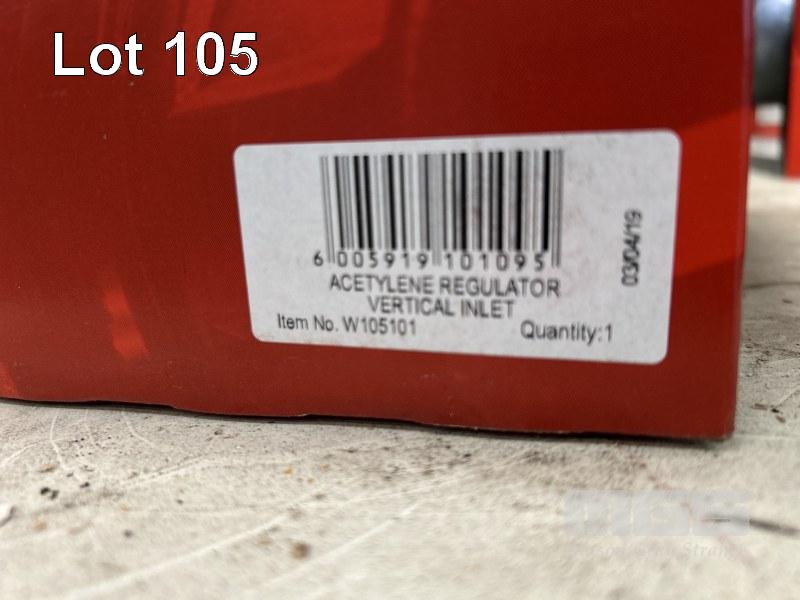 Lot 105
6 005919 101095
ACETYLENE REGULATOR
VERTICAL INLET
Item No. W105101
Quantity:1
03/04/19